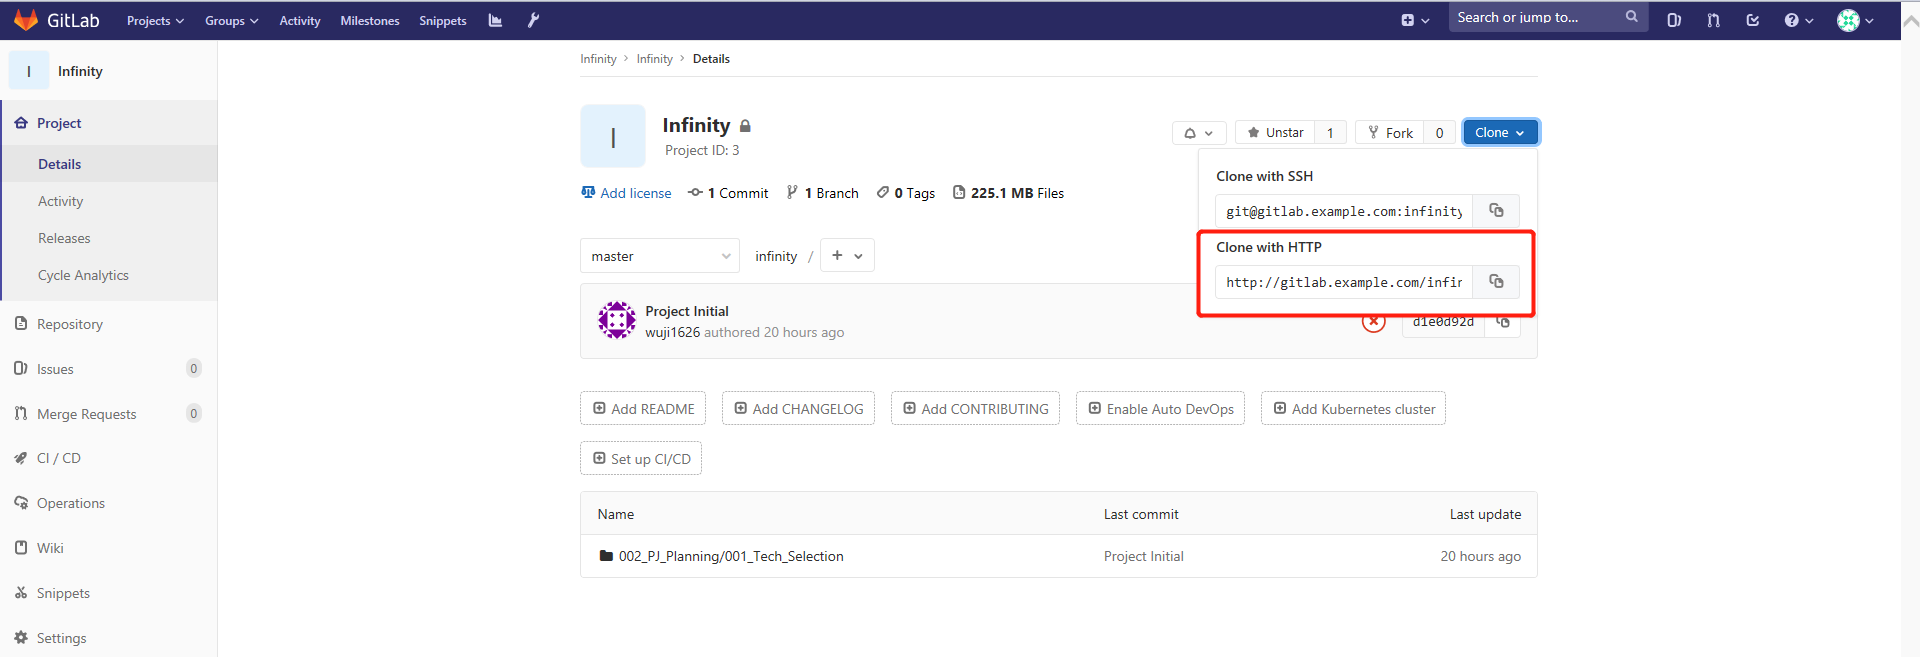 GitLab Projects Groups Activity Milestones Snippets Search or jump to...
I Infinity
Project
Details
Activity
Releases
Cycle Analytics
Repository
Issues 0
Merge Requests 0
CI / CD
Operations
Wiki
Snippets
Settings
Infinity > Infinity > Details
I
Infinity
Project ID: 3
Unstar 1 Fork 0 Clone
Add license 1 Commit 1 Branch 0 Tags 225.1 MB Files
Clone with SSH
git@gitlab.example.com:infinity
Clone with HTTP
http://gitlab.example.com/infin
master infinity / +
Project Initial
wuji1626 authored 20 hours ago
d1e0d92d
Add README Add CHANGELOG Add CONTRIBUTING Enable Auto DevOps Add Kubernetes cluster
Set up CI/CD
Name Last commit Last update
002_PJ_Planning/001_Tech_Selection Project Initial 20 hours ago